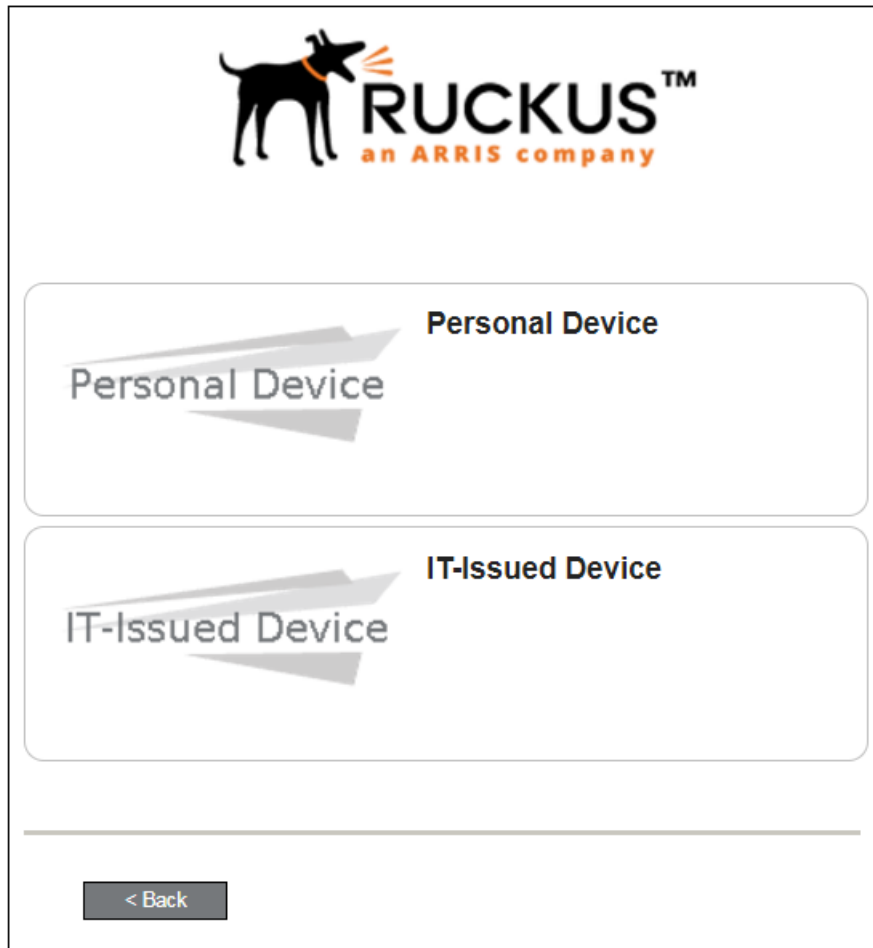 RUCKUS™
an ARRIS company
Personal Device
Personal Device
IT-Issued Device
IT-Issued Device
< Back